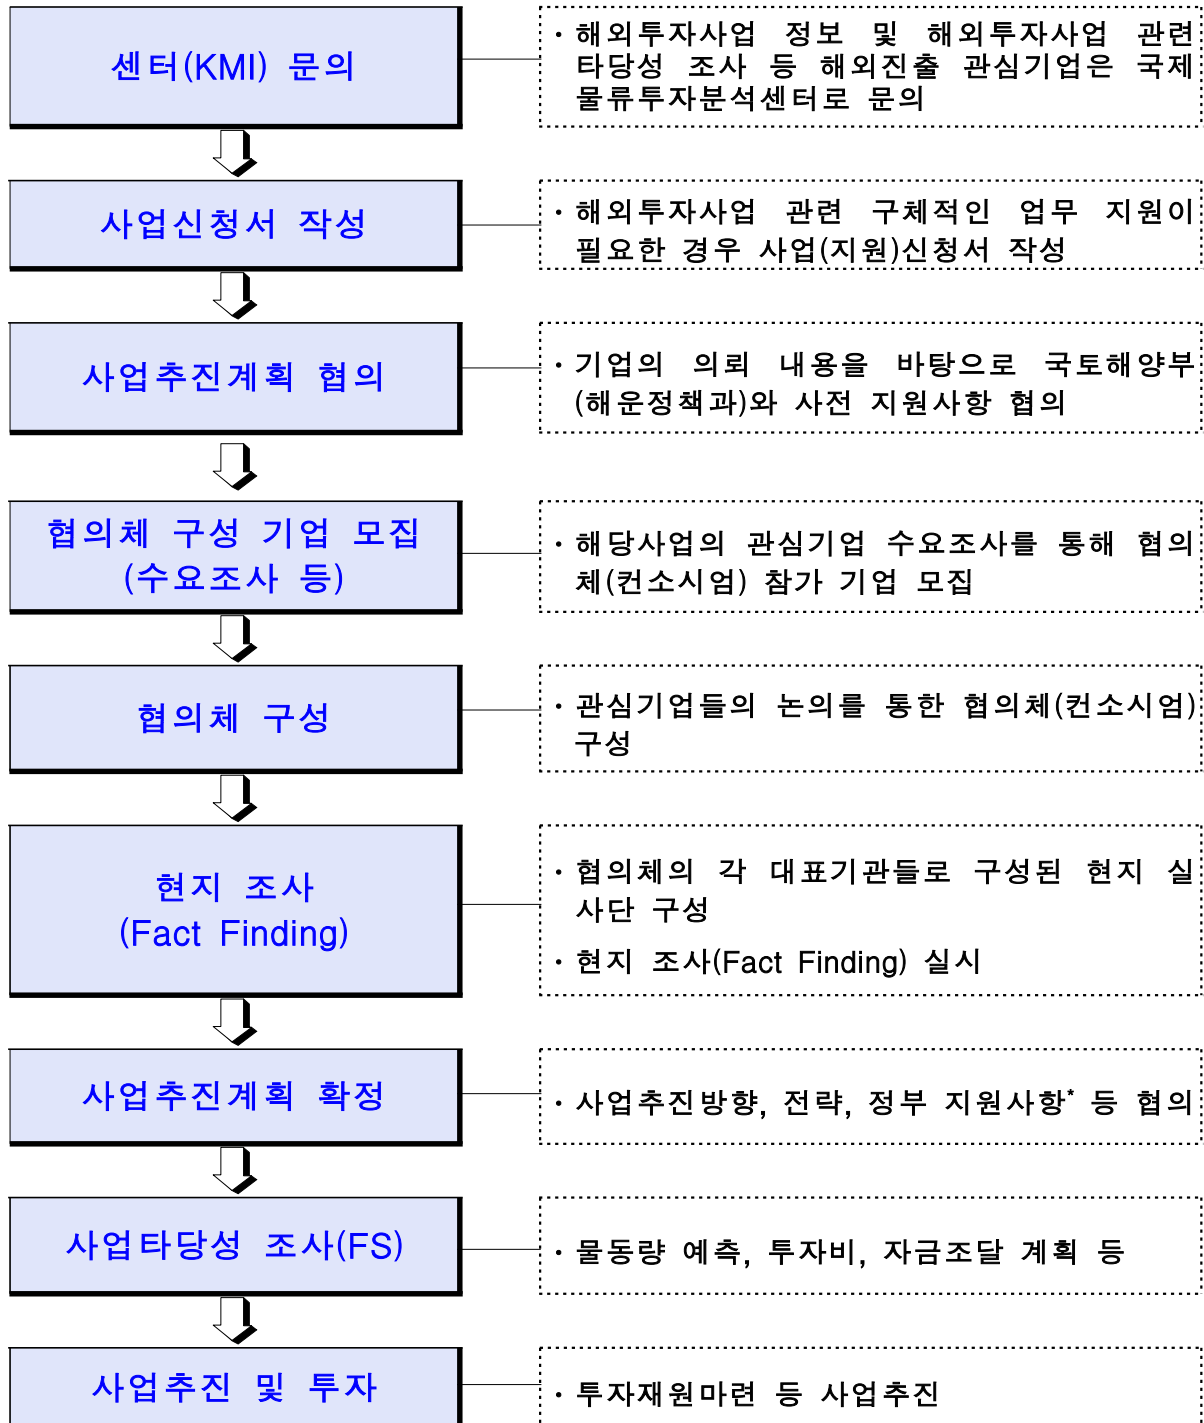 센터(KMI) 문의
· 해외투자사업 정보 및 해외투자사업 관련
타당성 조사 등 해외진출 관심기업은 국제
물류투자분석센터로 문의
사업신청서 작성
· 해외투자사업 관련 구체적인 업무 지원이
필요한 경우 사업(지원)신청서 작성
사업추진계획 협의
· 기업의 의뢰 내용을 바탕으로 국토해양부
(해운정책과)와 사전 지원사항 협의
협의체 구성 기업 모집
(수요조사 등)
· 해당사업의 관심기업 수요조사를 통해 협의
체(컨소시엄) 참가 기업 모집
협의체 구성
· 관심기업들의 논의를 통한 협의체(컨소시엄)
구성
현지 조사
(Fact Finding)
· 협의체의 각 대표기관들로 구성된 현지 실
사단 구성
· 현지 조사(Fact Finding) 실시
사업추진계획 확정
· 사업추진방향, 전략, 정부 지원사항* 등 협의
사업타당성 조사(FS)
· 물동량 예측, 투자비, 자금조달 계획 등
사업추진 및 투자
· 투자재원마련 등 사업추진